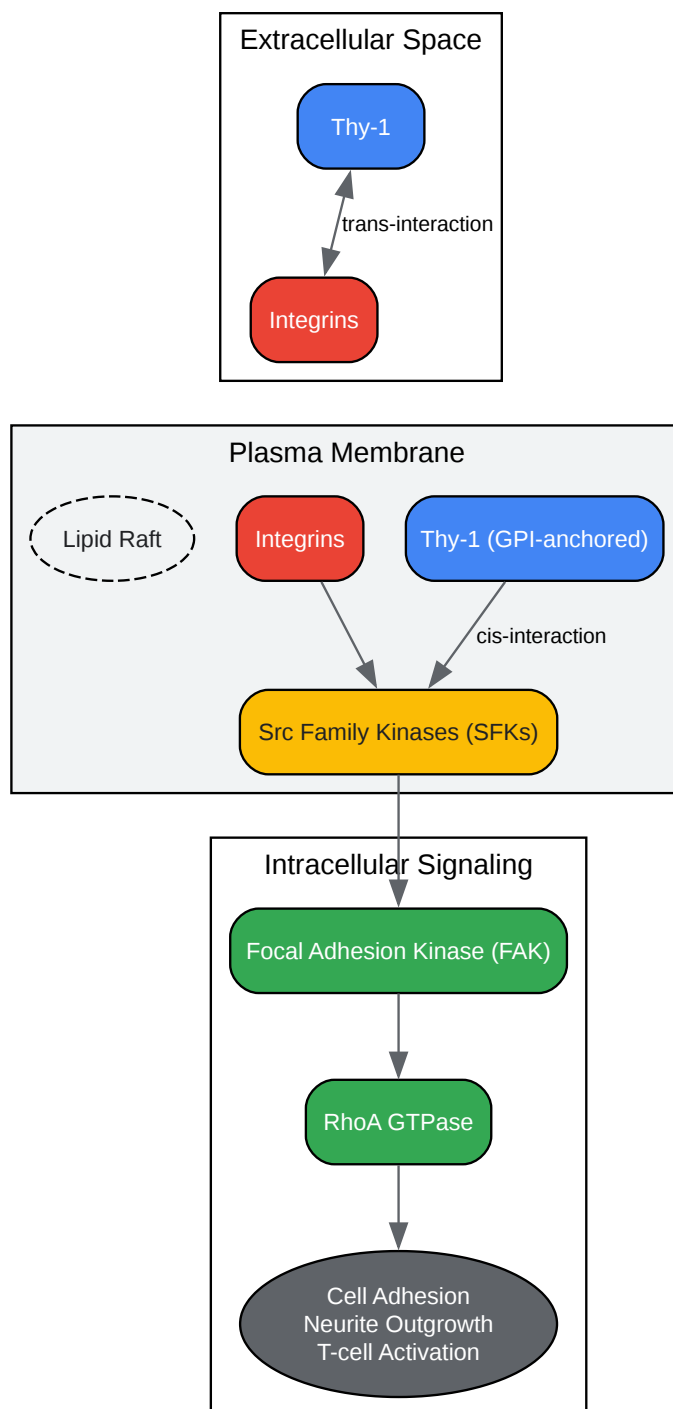 Extracellular Space
Thy-1
trans-interaction
Integrins
Plasma Membrane
Lipid Raft
Integrins
Thy-1 (GPI-anchored)
cis-interaction
Src Family Kinases (SFKs)
Intracellular Signaling
Focal Adhesion Kinase (FAK)
RhoA GTPase
Cell Adhesion
Neurite Outgrowth
T-cell Activation